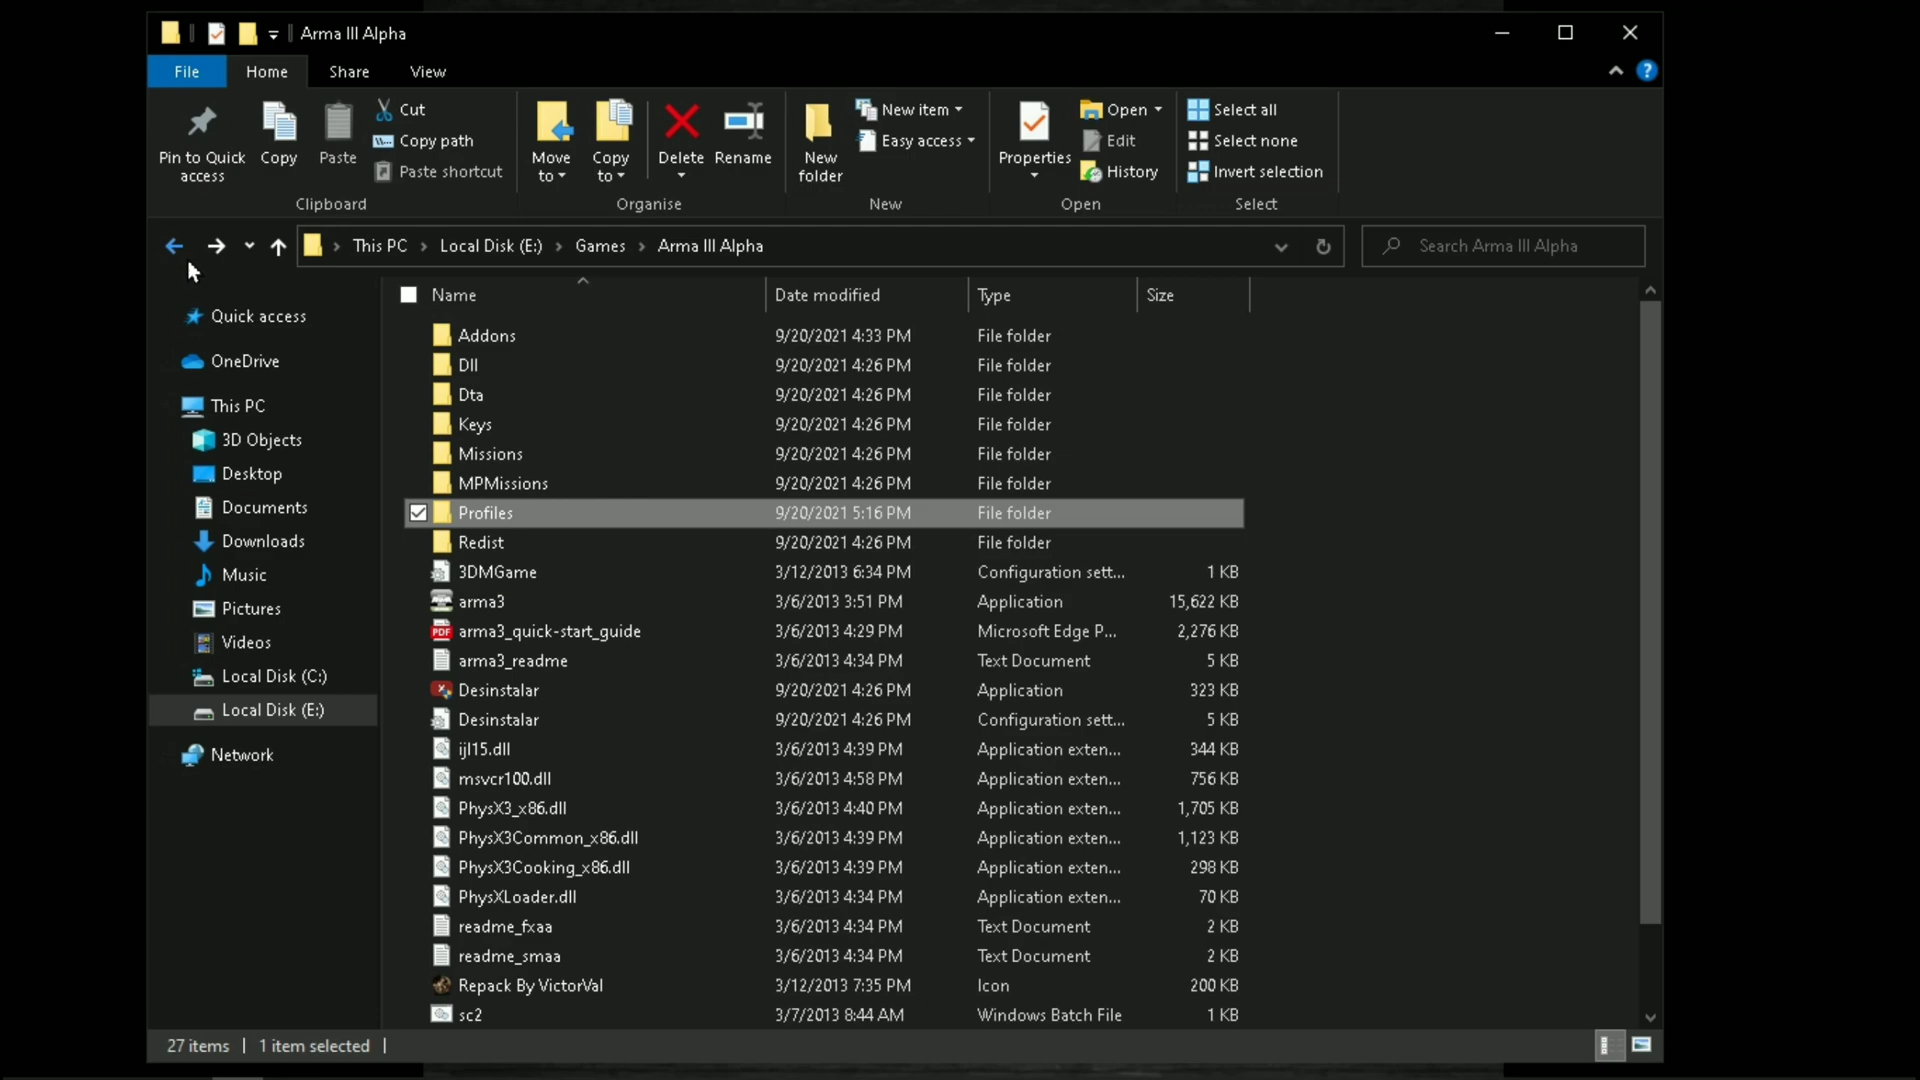 Arma III Alpha
File Home Share View
Pin to Quick access
Copy
Paste
Cut
Copy path
Paste shortcut
Clipboard
Move to
Copy to
Delete
Rename
Organise
New folder
New item
Easy access
New
Properties
Open
Edit
History
Open
Select all
Select none
Invert selection
Select
This PC Local Disk (E:) Games Arma III Alpha
Search Arma III Alpha
Quick access
OneDrive
This PC
3D Objects
Desktop
Documents
Downloads
Music
Pictures
Videos
Local Disk (C:)
Local Disk (E:)
Network
Name Date modified Type Size
Addons 9/20/2021 4:33 PM File folder
Dll 9/20/2021 4:26 PM File folder
Dta 9/20/2021 4:26 PM File folder
Keys 9/20/2021 4:26 PM File folder
Missions 9/20/2021 4:26 PM File folder
MPMissions 9/20/2021 4:26 PM File folder
Profiles 9/20/2021 5:16 PM File folder
Redist 9/20/2021 4:26 PM File folder
3DMGame 3/12/2013 6:34 PM Configuration sett... 1 KB
arma3 3/6/2013 3:51 PM Application 15,622 KB
PDF arma3_quick-start_guide 3/6/2013 4:29 PM Microsoft Edge P... 2,276 KB
arma3_readme 3/6/2013 4:34 PM Text Document 5 KB
Desinstalar 9/20/2021 4:26 PM Application 323 KB
Desinstalar 9/20/2021 4:26 PM Configuration sett... 5 KB
ijl15.dll 3/6/2013 4:39 PM Application exten... 344 KB
msvcr100.dll 3/6/2013 4:58 PM Application exten... 756 KB
PhysX3_x86.dll 3/6/2013 4:40 PM Application exten... 1,705 KB
PhysX3Common_x86.dll 3/6/2013 4:39 PM Application exten... 1,123 KB
PhysX3Cooking_x86.dll 3/6/2013 4:39 PM Application exten... 298 KB
PhysXLoader.dll 3/6/2013 4:34 PM Application exten... 70 KB
readme_fxaa 3/6/2013 4:34 PM Text Document 2 KB
readme_smaa 3/6/2013 4:34 PM Text Document 2 KB
Repack By VictorVal 3/12/2013 7:35 PM Icon 200 KB
sc2 3/7/2013 8:44 AM Windows Batch File 1 KB
27 items 1 item selected